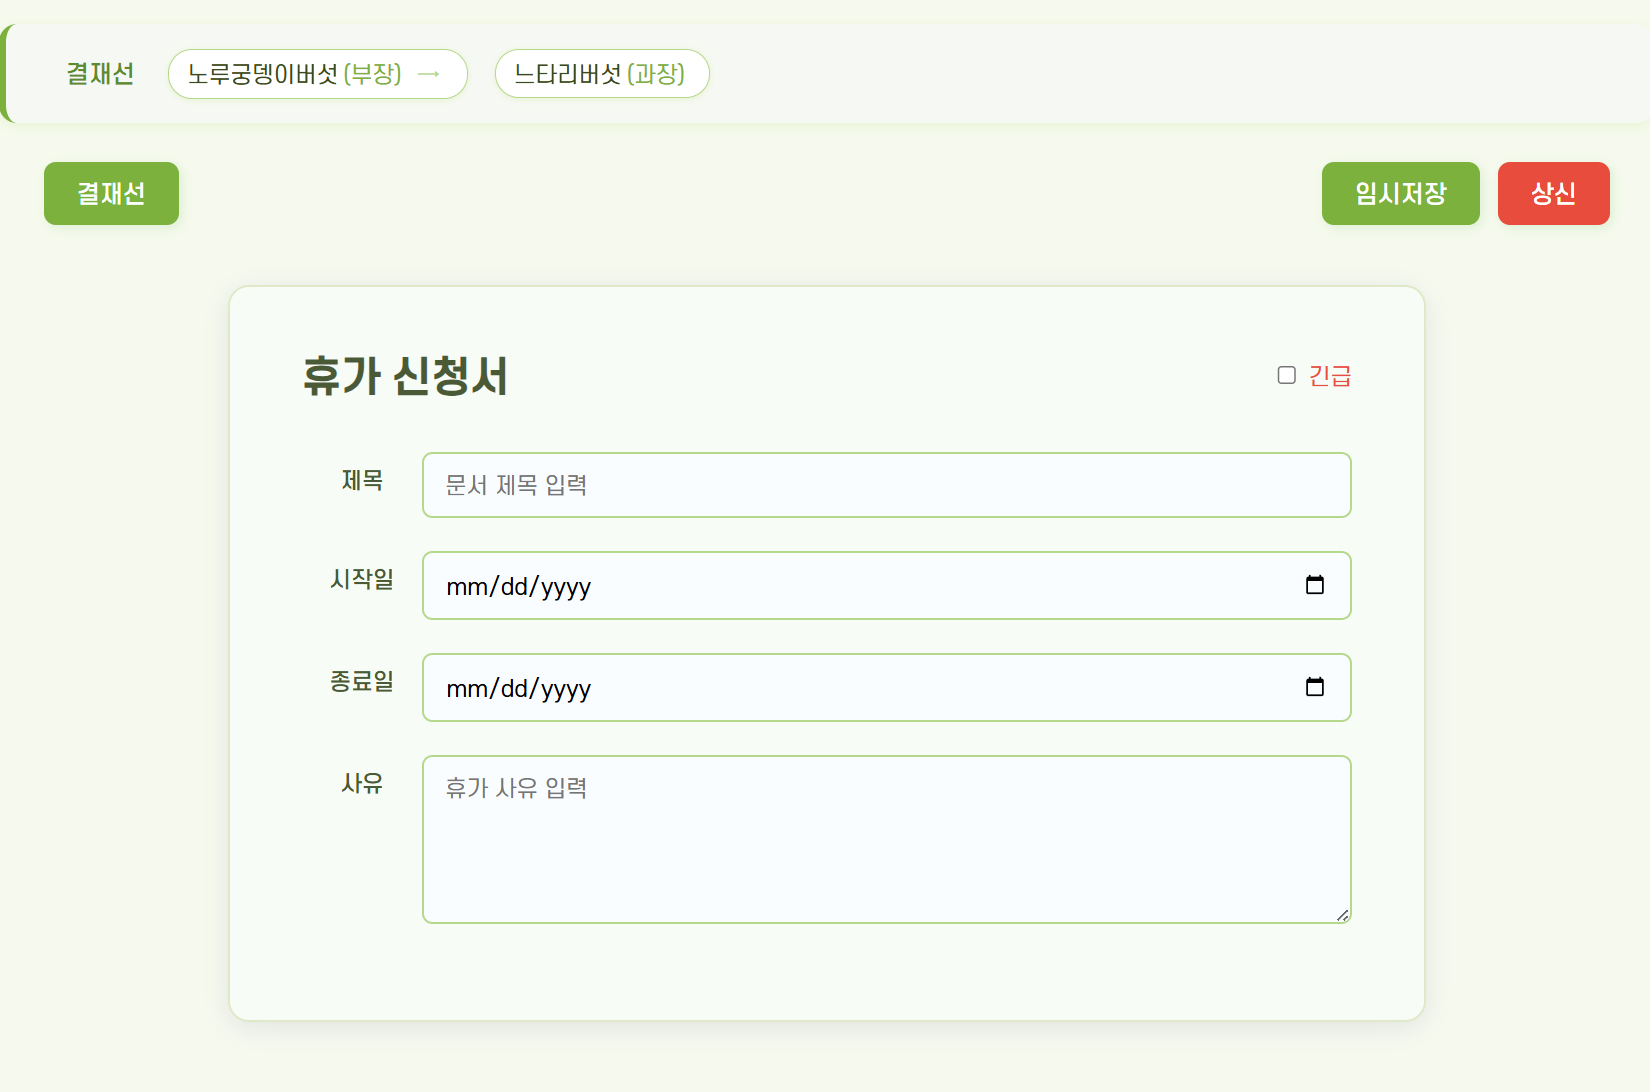 결재선 노루궁뎅이버섯 (부장) → 느타리버섯 (과장)
결재선 임시저장 상신
휴가 신청서 긴급
제목 문서 제목 입력
시작일 mm/dd/yyyy
종료일 mm/dd/yyyy
사유 휴가 사유 입력